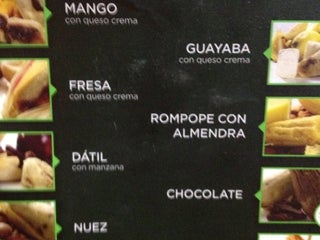 MANGO
con queso crema
GUAYABA
con queso crema
FRESA
con queso crema
ROMPOPE CON
ALMENDRA
DÁTIL
con manzana
CHOCOLATE
NUEZ